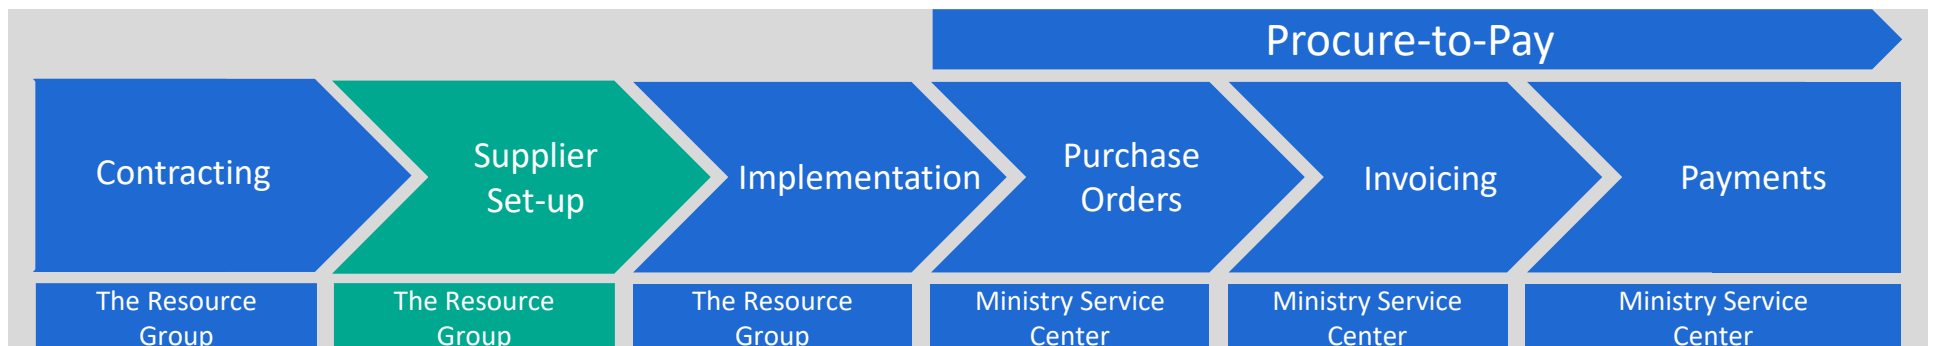 Procure-to-Pay
Contracting
Supplier
Set-up
Implementation
Purchase
Orders
Invoicing
Payments
The Resource
Group
The Resource
Group
The Resource
Group
Ministry Service
Center
Ministry Service
Center
Ministry Service
Center